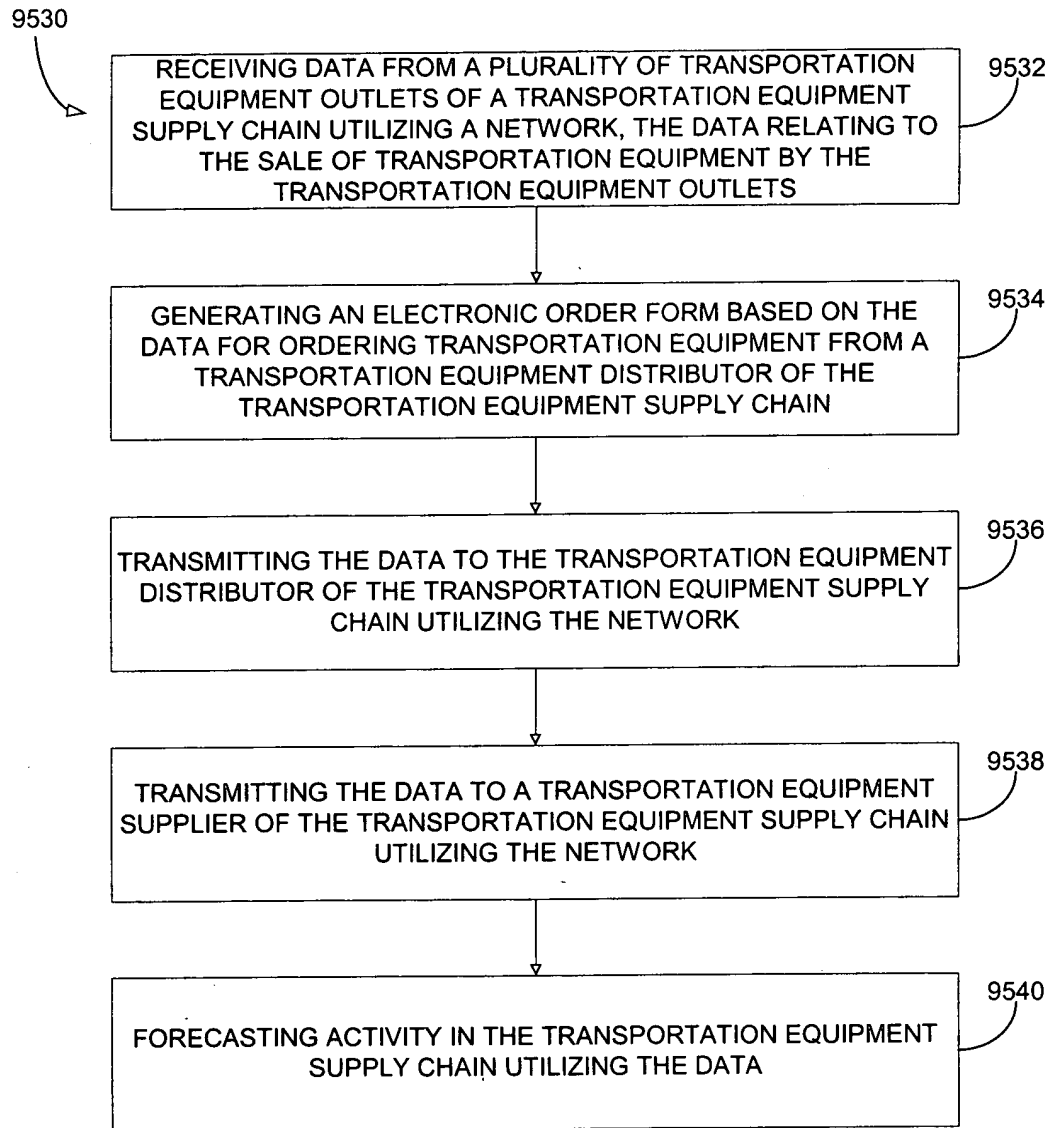 9530
RECEIVING DATA FROM A PLURALITY OF TRANSPORTATION
EQUIPMENT OUTLETS OF A TRANSPORTATION EQUIPMENT
SUPPLY CHAIN UTILIZING A NETWORK, THE DATA RELATING TO
THE SALE OF TRANSPORTATION EQUIPMENT BY THE
TRANSPORTATION EQUIPMENT OUTLETS
9532
GENERATING AN ELECTRONIC ORDER FORM BASED ON THE
DATA FOR ORDERING TRANSPORTATION EQUIPMENT FROM A
TRANSPORTATION EQUIPMENT DISTRIBUTOR OF THE
TRANSPORTATION EQUIPMENT SUPPLY CHAIN
9534
TRANSMITTING THE DATA TO THE TRANSPORTATION EQUIPMENT
DISTRIBUTOR OF THE TRANSPORTATION EQUIPMENT SUPPLY
CHAIN UTILIZING THE NETWORK
9536
TRANSMITTING THE DATA TO A TRANSPORTATION EQUIPMENT
SUPPLIER OF THE TRANSPORTATION EQUIPMENT SUPPLY CHAIN
UTILIZING THE NETWORK
9538
FORECASTING ACTIVITY IN THE TRANSPORTATION EQUIPMENT
SUPPLY CHAIN UTILIZING THE DATA
9540